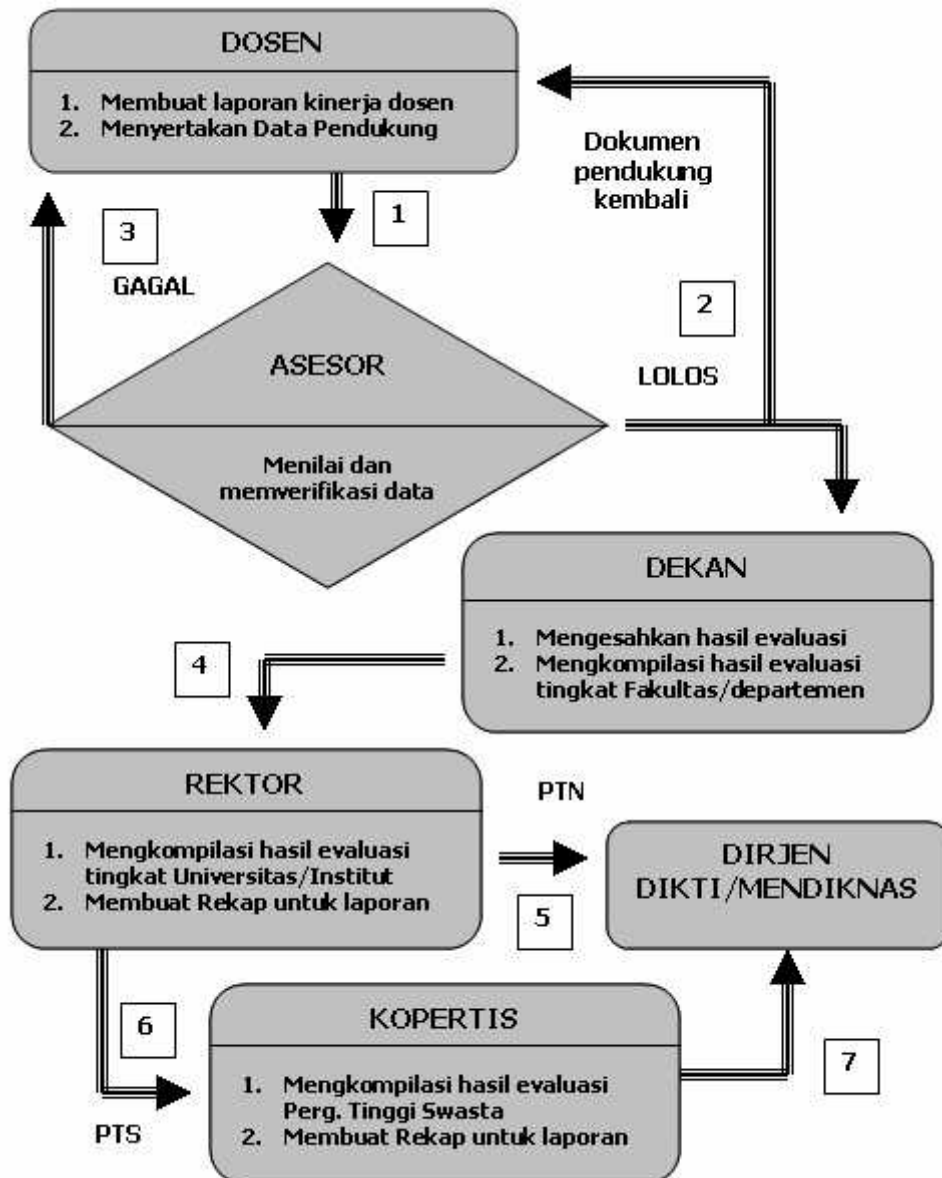 DOSEN
1. Membuat laporan kinerja dosen
2. Menyertakan Data Pendukung
Dokumen
pendukung
kembali
1
3
GAGAL
2
LOLOS
ASESOR
Menilai dan
memverifikasi data
DEKAN
1. Mengesahkan hasil evaluasi
2. Mengkompilasi hasil evaluasi
tingkat Fakultas/departemen
4
REKTOR
1. Mengkompilasi hasil evaluasi
tingkat Universitas/Institut
2. Membuat Rekap untuk laporan
PTN
5
DIRJEN
DIKTI/MENDIKNAS
6
PTS
KOPERTIS
1. Mengkompilasi hasil evaluasi
Perg. Tinggi Swasta
2. Membuat Rekap untuk laporan
7